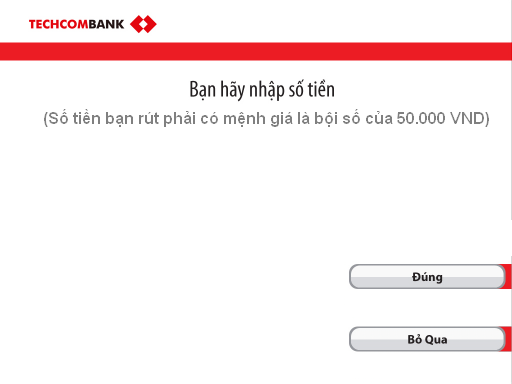 TECHCOMBANK
Bạn hãy nhập số tiền
(Số tiền bạn rút phải có mệnh giá là bội số của 50.000 VND)
Đúng
Bỏ Qua